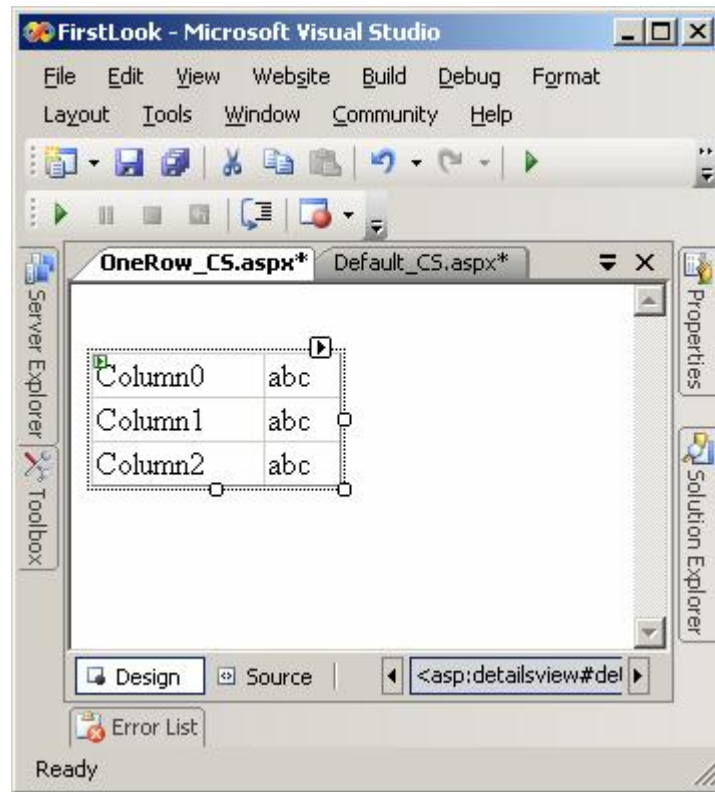 FirstLook - Microsoft Visual Studio
File Edit View Website Build Debug Format
Layout Tools Window Community Help
OneRow_CS.aspx* Default_CS.aspx*
Server Explorer
Toolbox
Column0 abc
Column1 abc
Column2 abc
Properties
Solution Explorer
Design Source <asp:detailsview#det
Error List
Ready